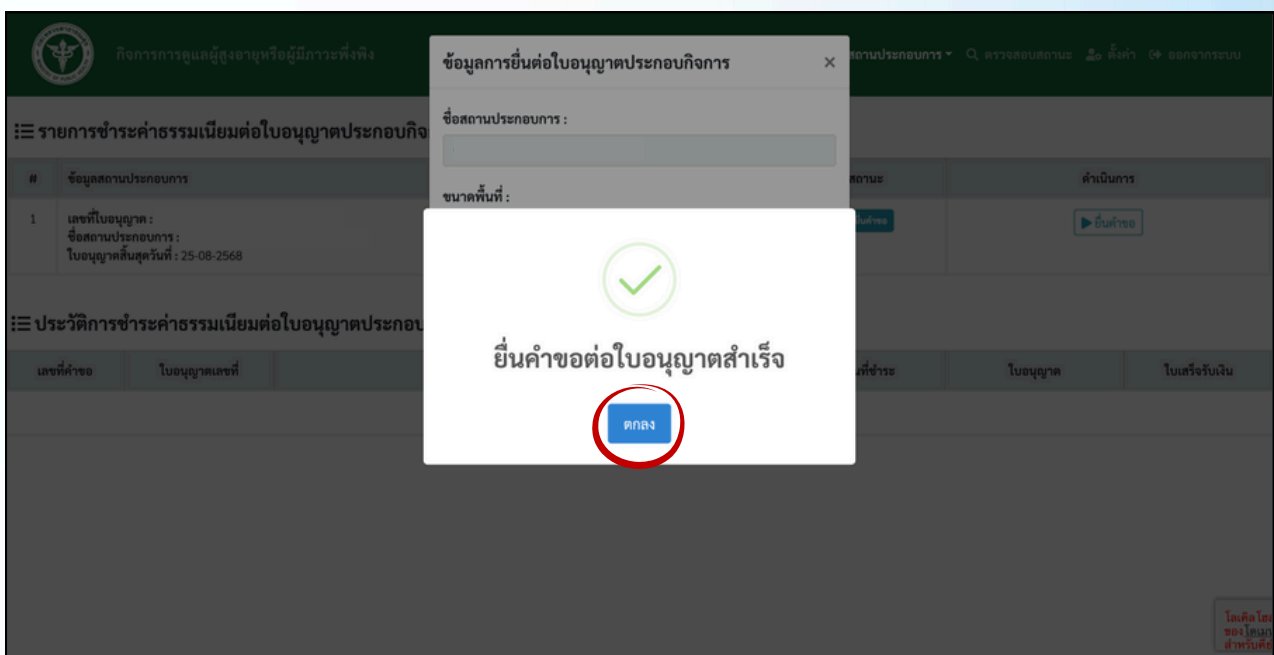 กิจการการดูแลผู้สูงอายุหรือผู้มีภาวะพึ่งพิง
สถานประกอบการ
ตรวจสอบสถานะ
ตั้งค่า
ออกจากระบบ
ข้อมูลการยื่นต่อใบอนุญาตประกอบกิจการ ×
ชื่อสถานประกอบการ :
ขนาดพื้นที่ :
รายการชำระค่าธรรมเนียมต่อใบอนุญาตประกอบกิจ
# ข้อมูลสถานประกอบการ สถานะ ดำเนินการ
1 เลขที่ใบอนุญาต : ยื่นคำขอ
ชื่อสถานประกอบการ :
ใบอนุญาตสิ้นสุดวันที่ : 25-08-2568
ยื่นคำขอต่อใบอนุญาตสำเร็จ
ตกลง
ประวัติการชำระค่าธรรมเนียมต่อใบอนุญาตประกอบ
เลขที่คำขอ ใบอนุญาตเลขที่ ที่ชำระ ใบอนุญาต ใบเสร็จรับเงิน